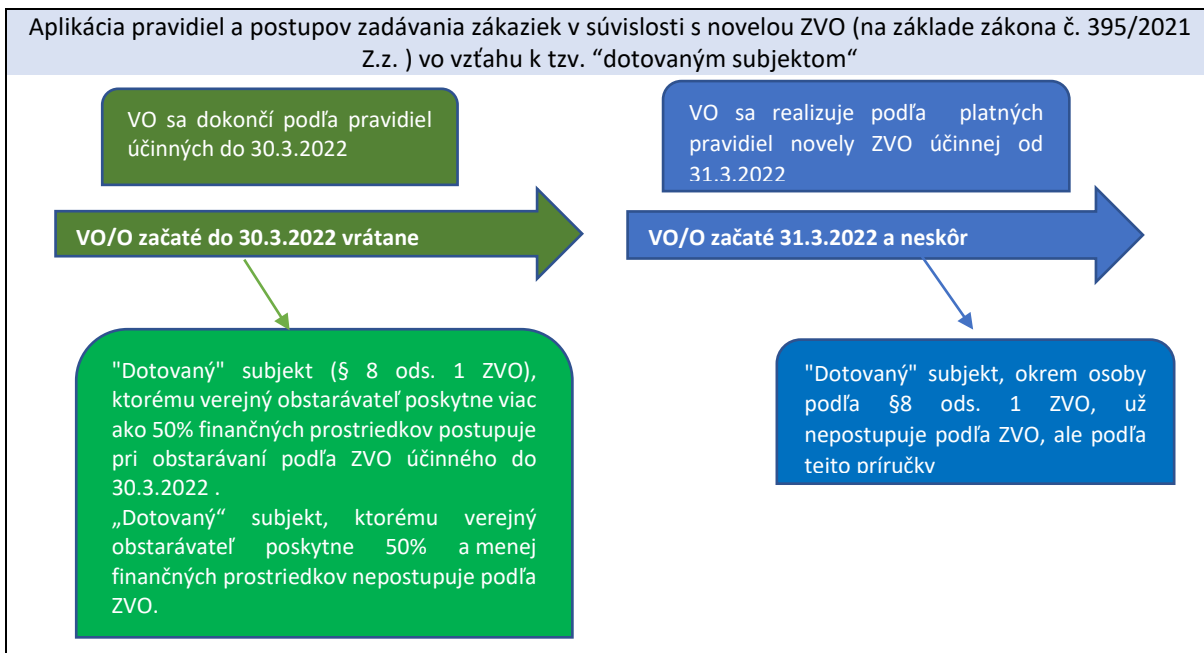 Aplikácia pravidiel a postupov zadávania zákaziek v súvislosti s novelou ZVO (na základe zákona č. 395/2021
Z.z. ) vo vzťahu k tzv. “dotovaným subjektom“
VO sa dokončí podľa pravidiel
účinných do 30.3.2022
VO sa realizuje podľa platných
pravidiel novely ZVO účinnej od
31.3.2022
VO/O začaté do 30.3.2022 vrátane
VO/O začaté 31.3.2022 a neskôr
"Dotovaný" subjekt (§ 8 ods. 1 ZVO),
ktorému verejný obstarávateľ poskytne viac
ako 50% finančných prostriedkov postupuje
pri obstarávaní podľa ZVO účinného do
30.3.2022 .
„Dotovaný“ subjekt, ktorému verejný
obstarávateľ poskytne 50% a menej
finančných prostriedkov nepostupuje podľa
ZVO.
"Dotovaný" subjekt, okrem osoby
podľa §8 ods. 1 ZVO, už
nepostupuje podľa ZVO, ale podľa
tejto príručky